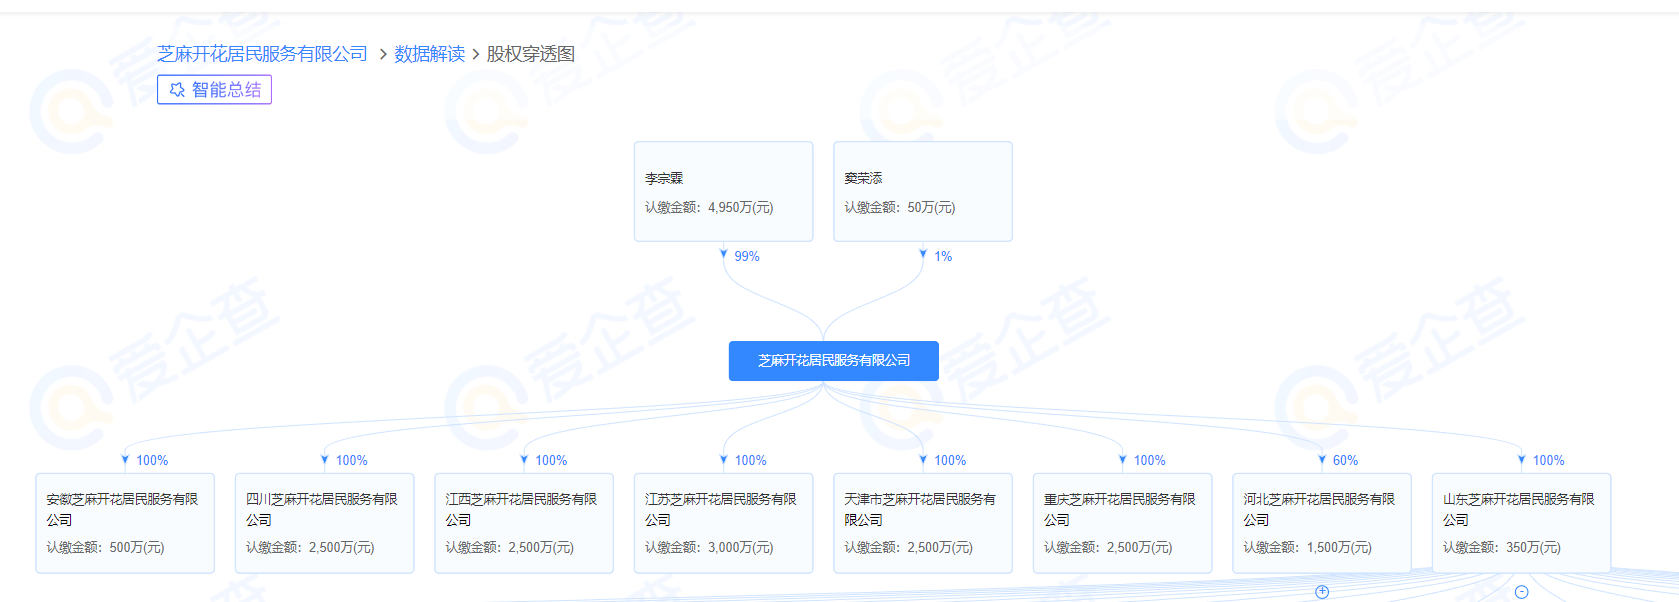 芝麻开花居民服务有限公司 > 数据解读 > 股权穿透图
智能总结
李宗霖
认缴金额：4,950万(元)
窦荣添
认缴金额：50万(元)
99%
1%
芝麻开花居民服务有限公司
100%
100%
100%
100%
100%
100%
60%
100%
安徽芝麻开花居民服务有限
公司
认缴金额：500万(元)
四川芝麻开花居民服务有限
公司
认缴金额：2,500万(元)
江西芝麻开花居民服务有限
公司
认缴金额：2,500万(元)
江苏芝麻开花居民服务有限
公司
认缴金额：3,000万(元)
天津市芝麻开花居民服务有
限公司
认缴金额：2,500万(元)
重庆芝麻开花居民服务有限
公司
认缴金额：2,500万(元)
河北芝麻开花居民服务有限
公司
认缴金额：1,500万(元)
山东芝麻开花居民服务有限
公司
认缴金额：350万(元)
爱企查
爱企查
爱企查
爱企查